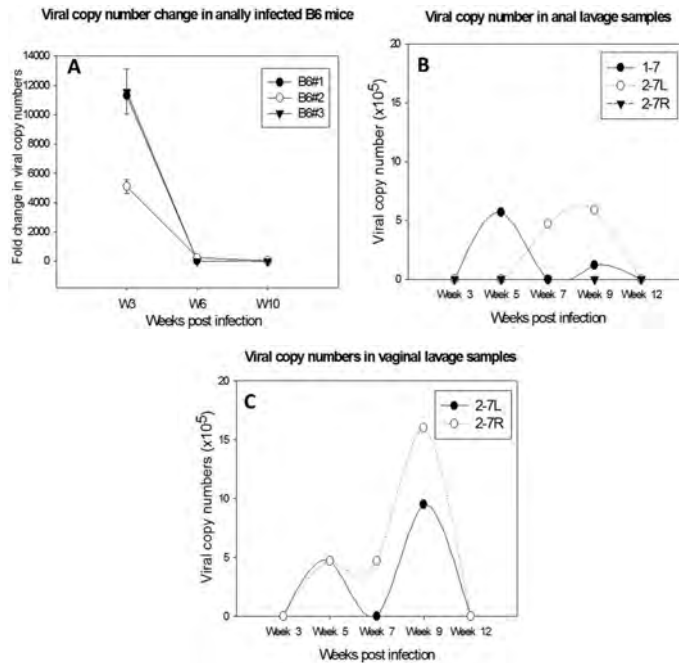 Viral copy number change in anally infected B6 mice
A
B6#1
B6#2
B6#3
Fold change in viral copy numbers
14000
12000
10000
8000
6000
4000
2000
0
W3 W6 W10
Weeks post infection
Viral copy number in anal lavage samples
B
1-7
2-7L
2-7R
Viral copy number (x10⁵)
20
15
10
5
0
Week 3 Week 5 Week 7 Week 9 Week 12
Weeks post infection
Viral copy numbers in vaginal lavage samples
C
2-7L
2-7R
Viral copy numbers (x10⁵)
20
15
10
5
0
Week 3 Week 5 Week 7 Week 9 Week 12
Weeks post infection